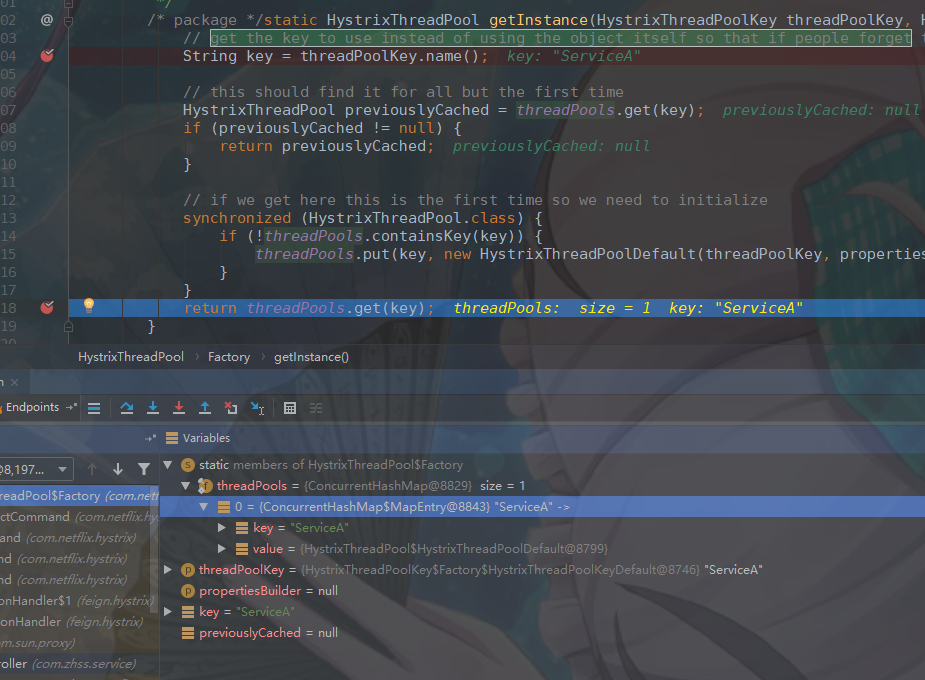 01 */
02 @ /* package */static HystrixThreadPool getInstance(HystrixThreadPoolKey threadPoolKey,
03 // get the key to use instead of using the object itself so that if people forget
04 String key = threadPoolKey.name(); key: "ServiceA"
05
06 // this should find it for all but the first time
07 HystrixThreadPool previouslyCached = threadPools.get(key); previouslyCached: null
08 if (previouslyCached != null) {
09 return previouslyCached; previouslyCached: null
10 }
11
12 // if we get here this is the first time so we need to initialize
13 synchronized (HystrixThreadPool.class) {
14 if (!threadPools.containsKey(key)) {
15 threadPools.put(key, new HystrixThreadPoolDefault(threadPoolKey, properties
16 }
17 }
18 return threadPools.get(key); threadPools: size = 1 key: "ServiceA"
19 }
20
HystrixThreadPool › Factory › getInstance()
n ×
Endpoints
Variables
@8,197...
static members of HystrixThreadPool$Factory
threadPools = {ConcurrentHashMap@8829} size = 1
readPool$Factory (com.netf
0 = {ConcurrentHashMap$MapEntry@8843} "ServiceA" ->
ctCommand (com.netflix.hy
key = "ServiceA"
and (com.netflix.hystrix)
value = {HystrixThreadPool$HystrixThreadPoolDefault@8799}
nd (com.netflix.hystrix)
threadPoolKey = {HystrixThreadPoolKey$Factory$HystrixThreadPoolKeyDefault@8746} "ServiceA"
nd (com.netflix.hystrix)
propertiesBuilder = null
onHandler$1 (feign.hystrix)
key = "ServiceA"
onHandler (feign.hystrix)
previouslyCached = null
m.sun.proxy)
roller (com.zhss.service)